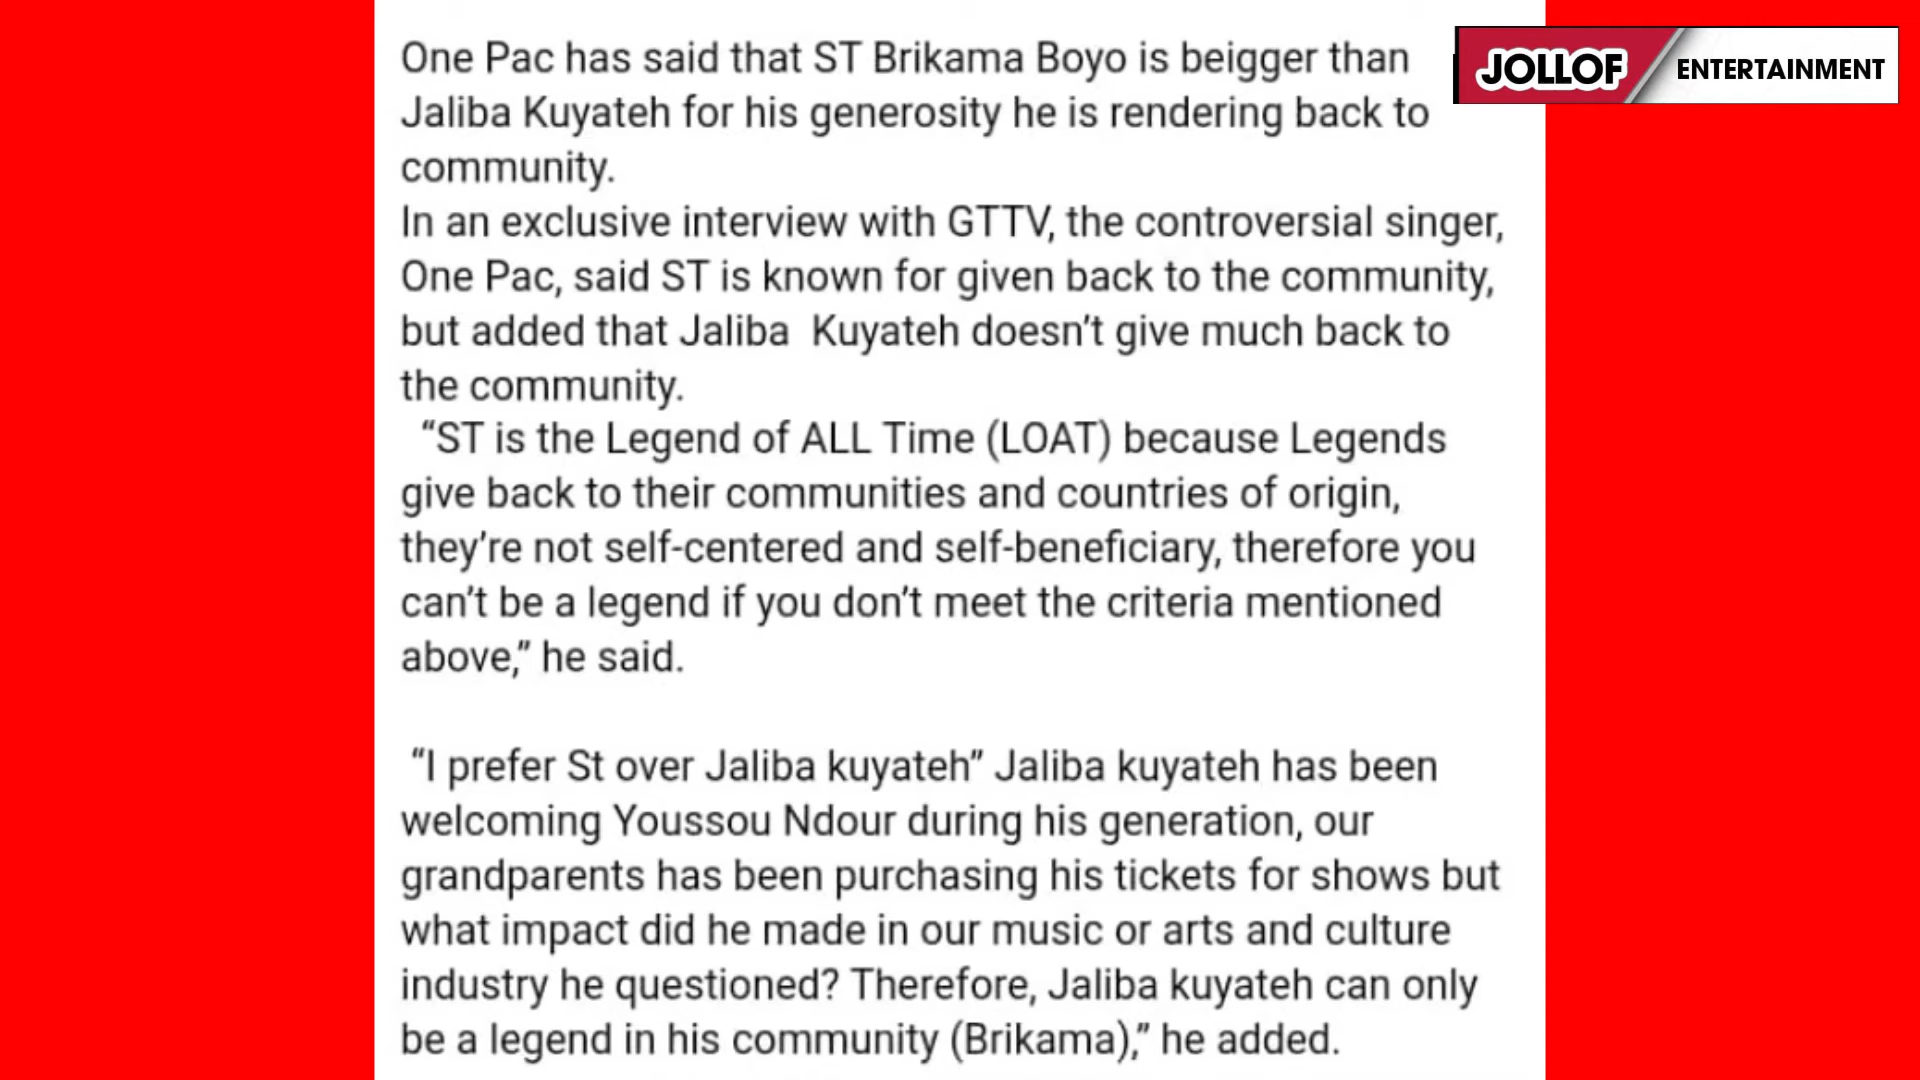 One Pac has said that ST Brikama Boyo is beigger than
Jaliba Kuyateh for his generosity he is rendering back to
community.
In an exclusive interview with GTTV, the controversial singer,
One Pac, said ST is known for given back to the community,
but added that Jaliba  Kuyateh doesn’t give much back to
the community.
“ST is the Legend of ALL Time (LOAT) because Legends
give back to their communities and countries of origin,
they’re not self-centered and self-beneficiary, therefore you
can’t be a legend if you don’t meet the criteria mentioned
above,” he said.
“I prefer St over Jaliba kuyateh” Jaliba kuyateh has been
welcoming Youssou Ndour during his generation, our
grandparents has been purchasing his tickets for shows but
what impact did he made in our music or arts and culture
industry he questioned? Therefore, Jaliba kuyateh can only
be a legend in his community (Brikama),” he added.
JOLLOF ENTERTAINMENT